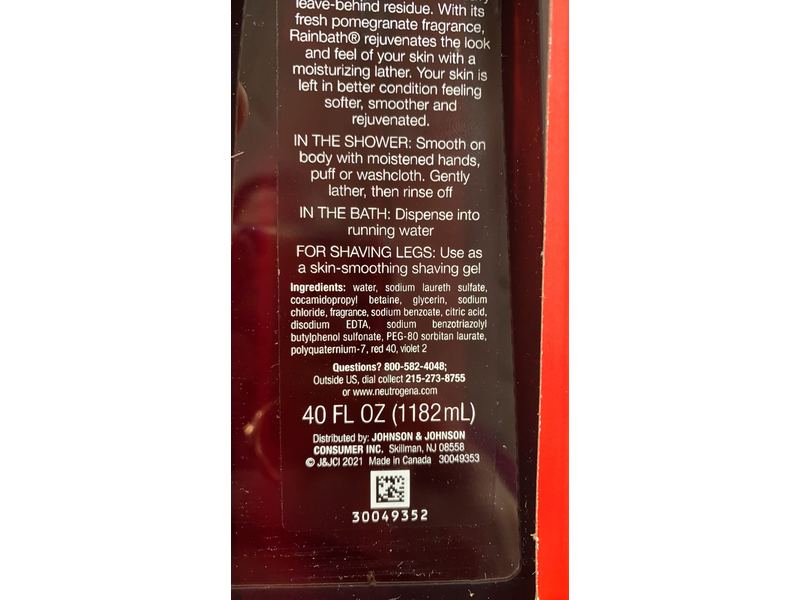 leave-behind residue. With its
fresh pomegranate fragrance,
Rainbath® rejuvenates the look
and feel of your skin with a
moisturizing lather. Your skin is
left in better condition feeling
softer, smoother and
rejuvenated.
IN THE SHOWER: Smooth on
body with moistened hands,
puff or washcloth. Gently
lather, then rinse off
IN THE BATH: Dispense into
running water
FOR SHAVING LEGS: Use as
a skin-smoothing shaving gel
Ingredients: water, sodium laureth sulfate,
cocamidopropyl betaine, glycerin, sodium
chloride, fragrance, sodium benzoate, citric acid,
disodium EDTA, sodium benzotriazolyl
butylphenol sulfonate, PEG-80 sorbitan laurate,
polyquaternium-7, red 40, violet 2
Questions? 800-582-4048;
Outside US, dial collect 215-273-8755
or www.neutrogena.com
40 FL OZ (1182mL)
Distributed by: JOHNSON & JOHNSON
CONSUMER INC. Skillman, NJ 08558
© J&JCI 2021 Made in Canada 30049353
30049352